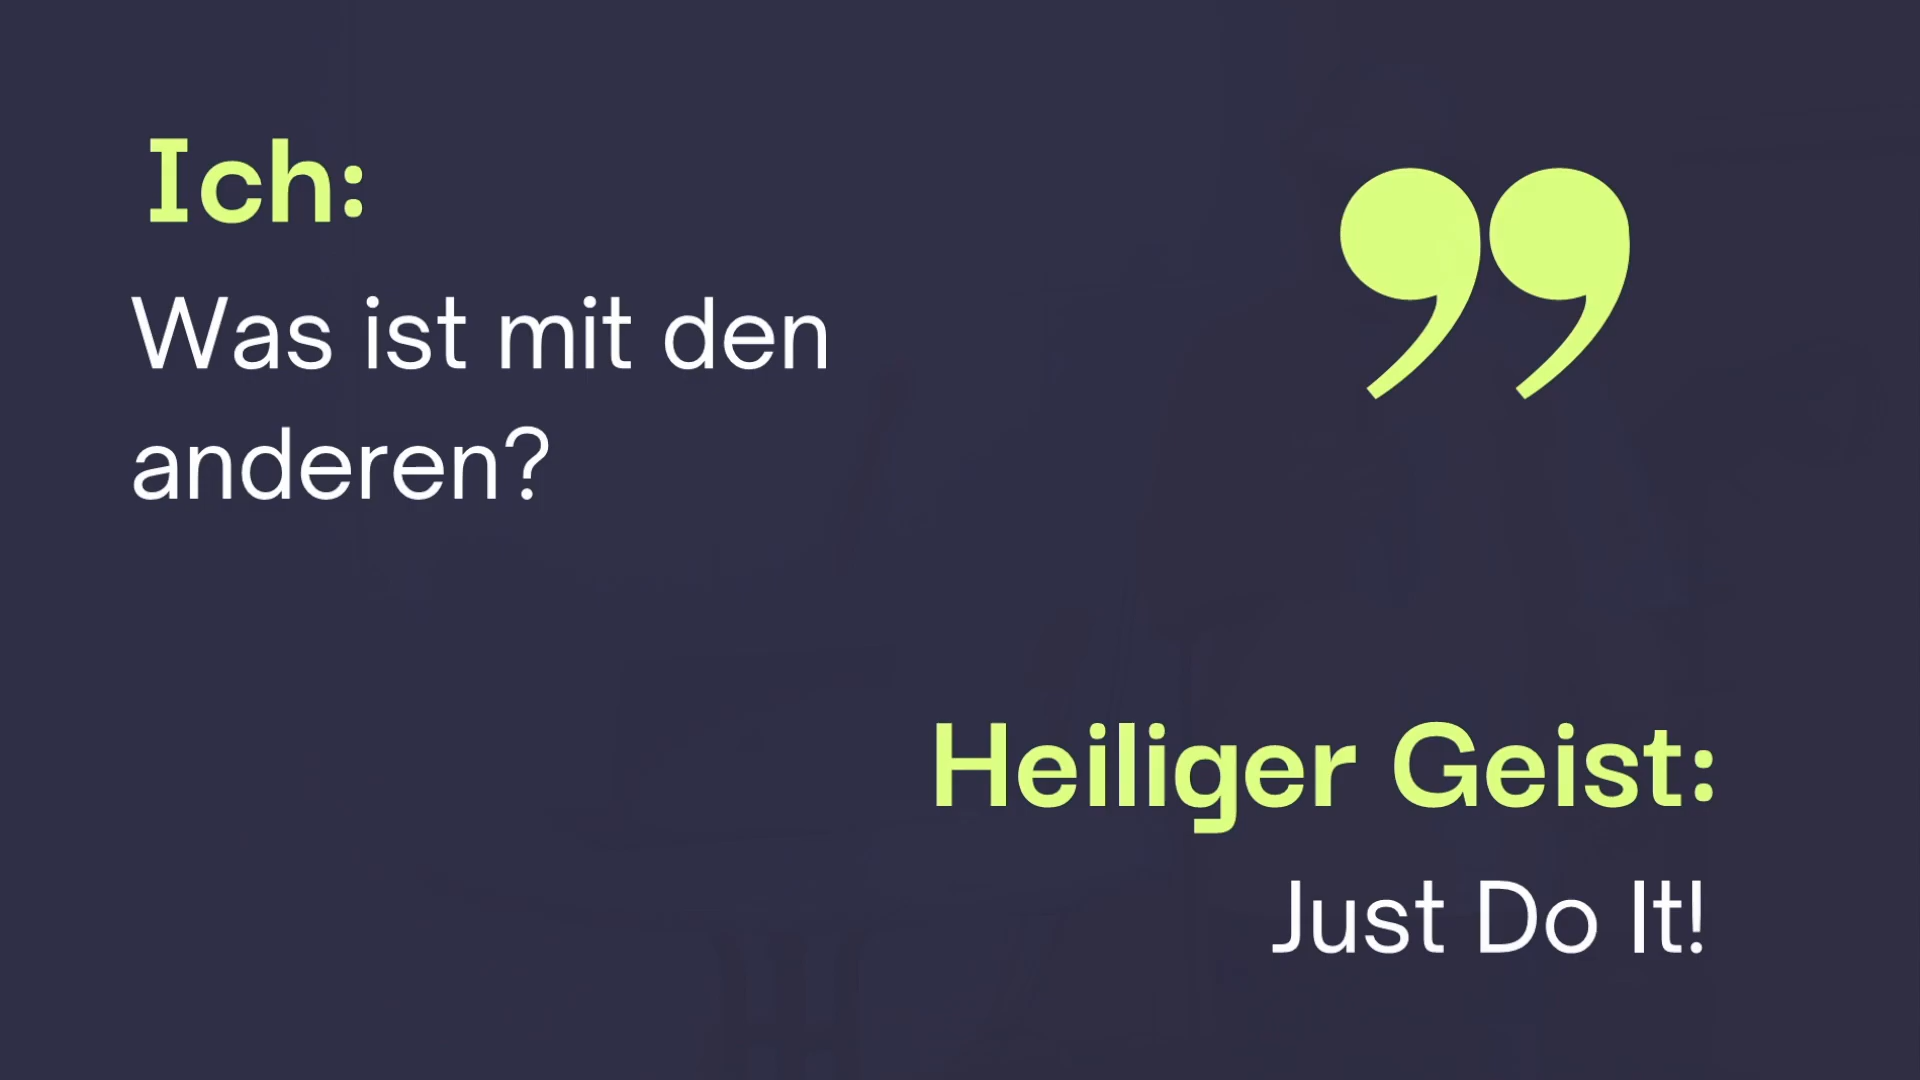 Ich:
Was ist mit den
anderen?
”
Heiliger Geist:
Just Do It!